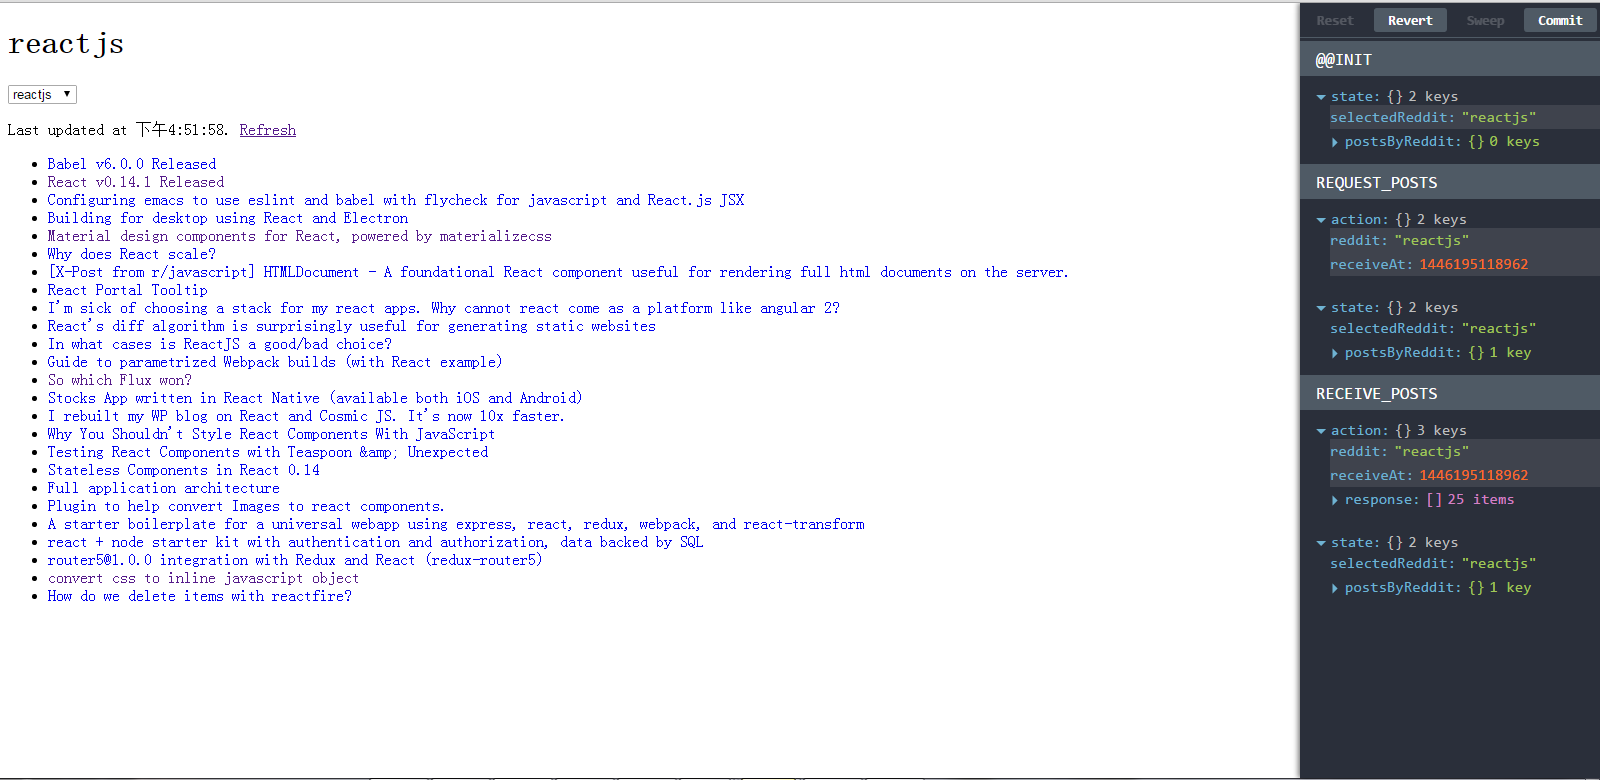 reactjs
reactjs
Last updated at 下午4:51:58. Refresh
Babel v6.0.0 Released
React v0.14.1 Released
Configuring emacs to use eslint and babel with flycheck for javascript and React.js JSX
Building for desktop using React and Electron
Material design components for React, powered by materializecss
Why does React scale?
[X-Post from r/javascript] HTMLDocument - A foundational React component useful for rendering full html documents on the server.
React Portal Tooltip
I'm sick of choosing a stack for my react apps. Why cannot react come as a platform like angular 2?
React's diff algorithm is surprisingly useful for generating static websites
In what cases is ReactJS a good/bad choice?
Guide to parametrized Webpack builds (with React example)
So which Flux won?
Stocks App written in React Native (available both iOS and Android)
I rebuilt my WP blog on React and Cosmic JS. It's now 10x faster.
Why You Shouldn't Style React Components With JavaScript
Testing React Components with Teaspoon &amp; Unexpected
Stateless Components in React 0.14
Full application architecture
Plugin to help convert Images to react components.
A starter boilerplate for a universal webapp using express, react, redux, webpack, and react-transform
react + node starter kit with authentication and authorization, data backed by SQL
router5@1.0.0 integration with Redux and React (redux-router5)
convert css to inline javascript object
How do we delete items with reactfire?
Reset Revert Sweep Commit
@@INIT
state: {} 2 keys
selectedReddit: "reactjs"
postsByReddit: {} 0 keys
REQUEST_POSTS
action: {} 2 keys
reddit: "reactjs"
receiveAt: 1446195118962
state: {} 2 keys
selectedReddit: "reactjs"
postsByReddit: {} 1 key
RECEIVE_POSTS
action: {} 3 keys
reddit: "reactjs"
receiveAt: 1446195118962
response: [] 25 items
state: {} 2 keys
selectedReddit: "reactjs"
postsByReddit: {} 1 key